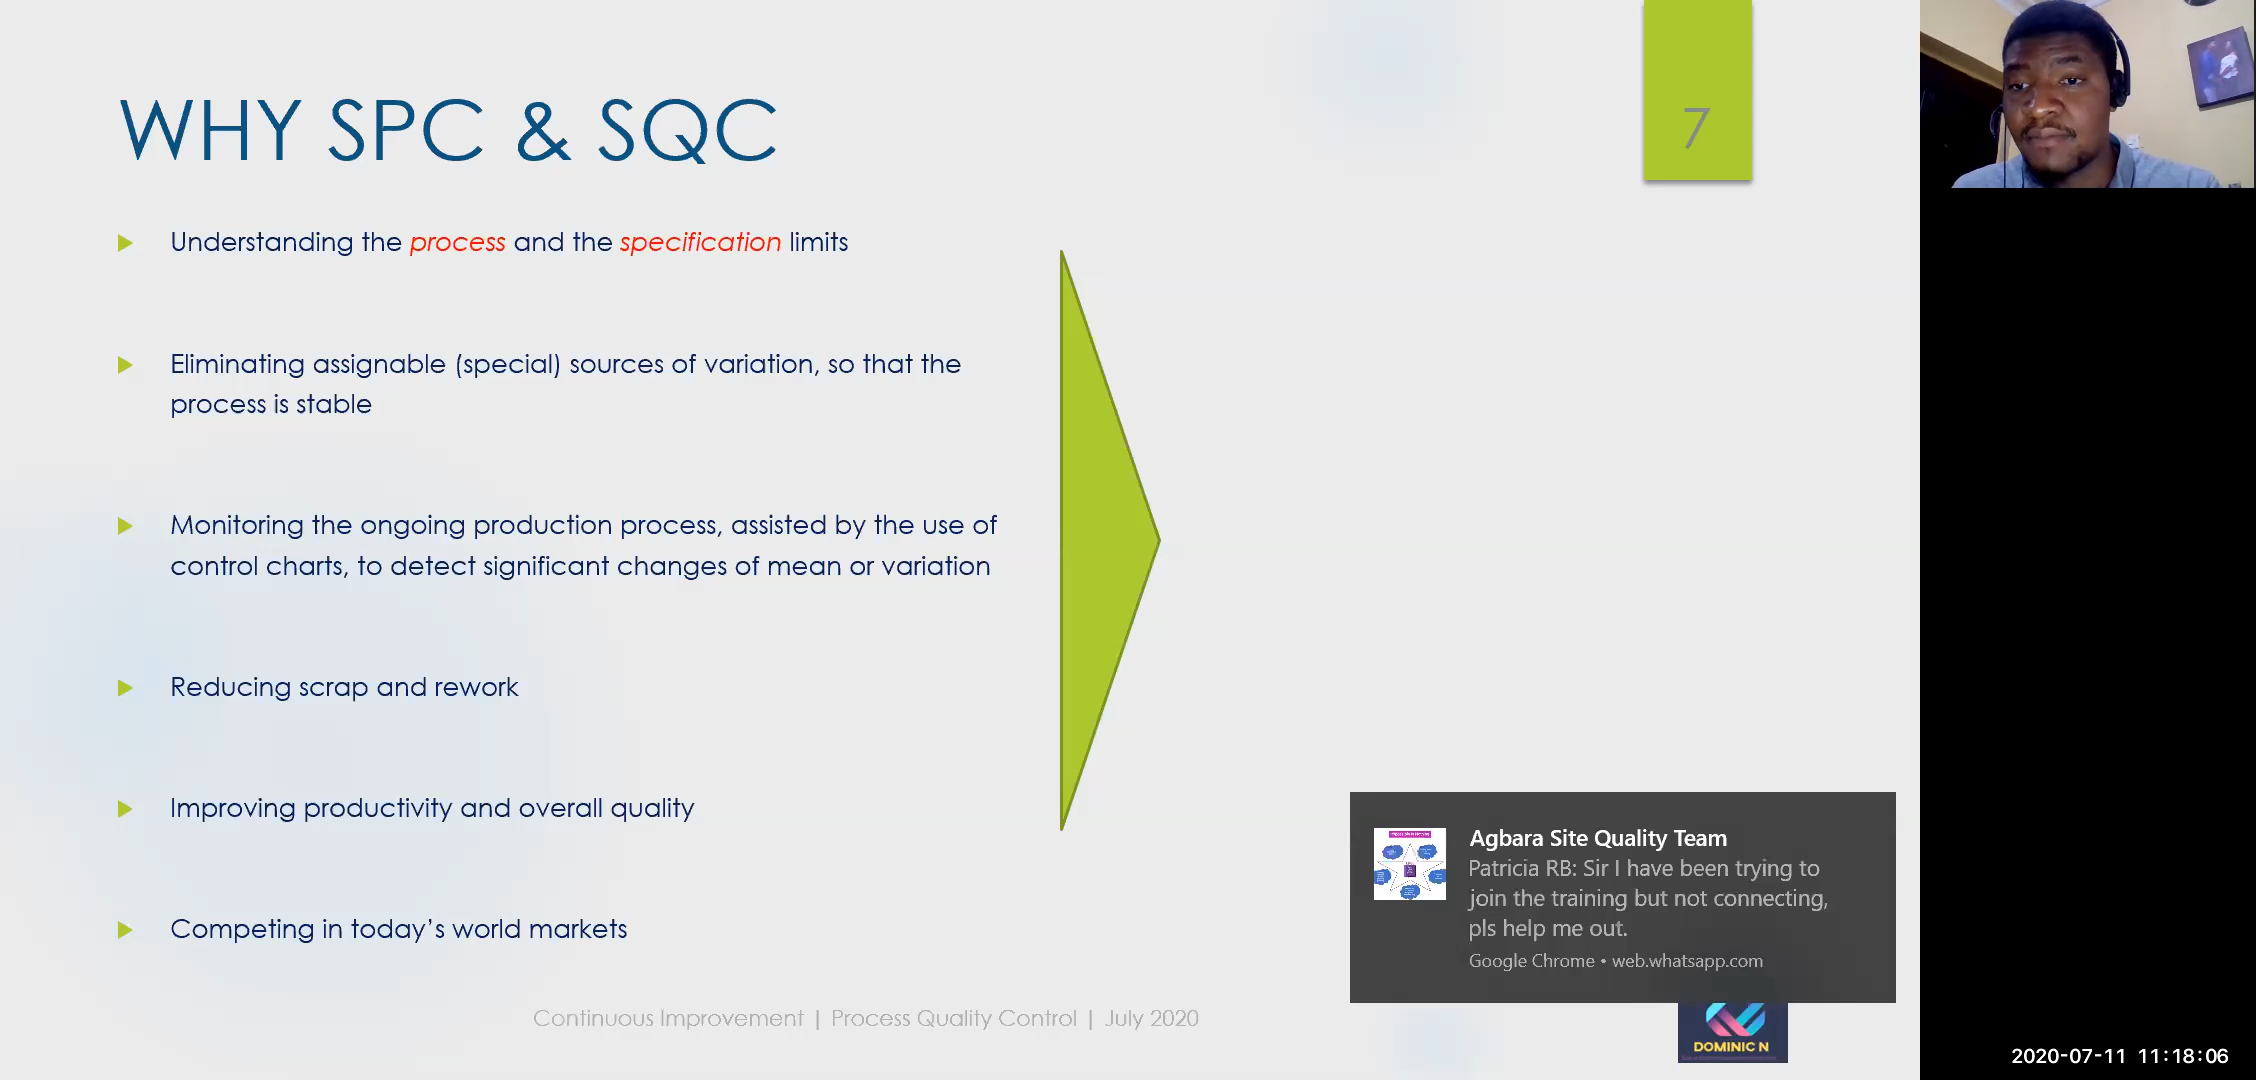 WHY SPC & SQC
7
Understanding the process and the specification limits
Eliminating assignable (special) sources of variation, so that the
process is stable
Monitoring the ongoing production process, assisted by the use of
control charts, to detect significant changes of mean or variation
Reducing scrap and rework
Improving productivity and overall quality
Competing in today’s world markets
Agbara Site Quality Team
Patricia RB: Sir I have been trying to
join the training but not connecting,
pls help me out.
Google Chrome • web.whatsapp.com
Continuous Improvement | Process Quality Control | July 2020
DOMINIC N
2020-07-11 11:18:06